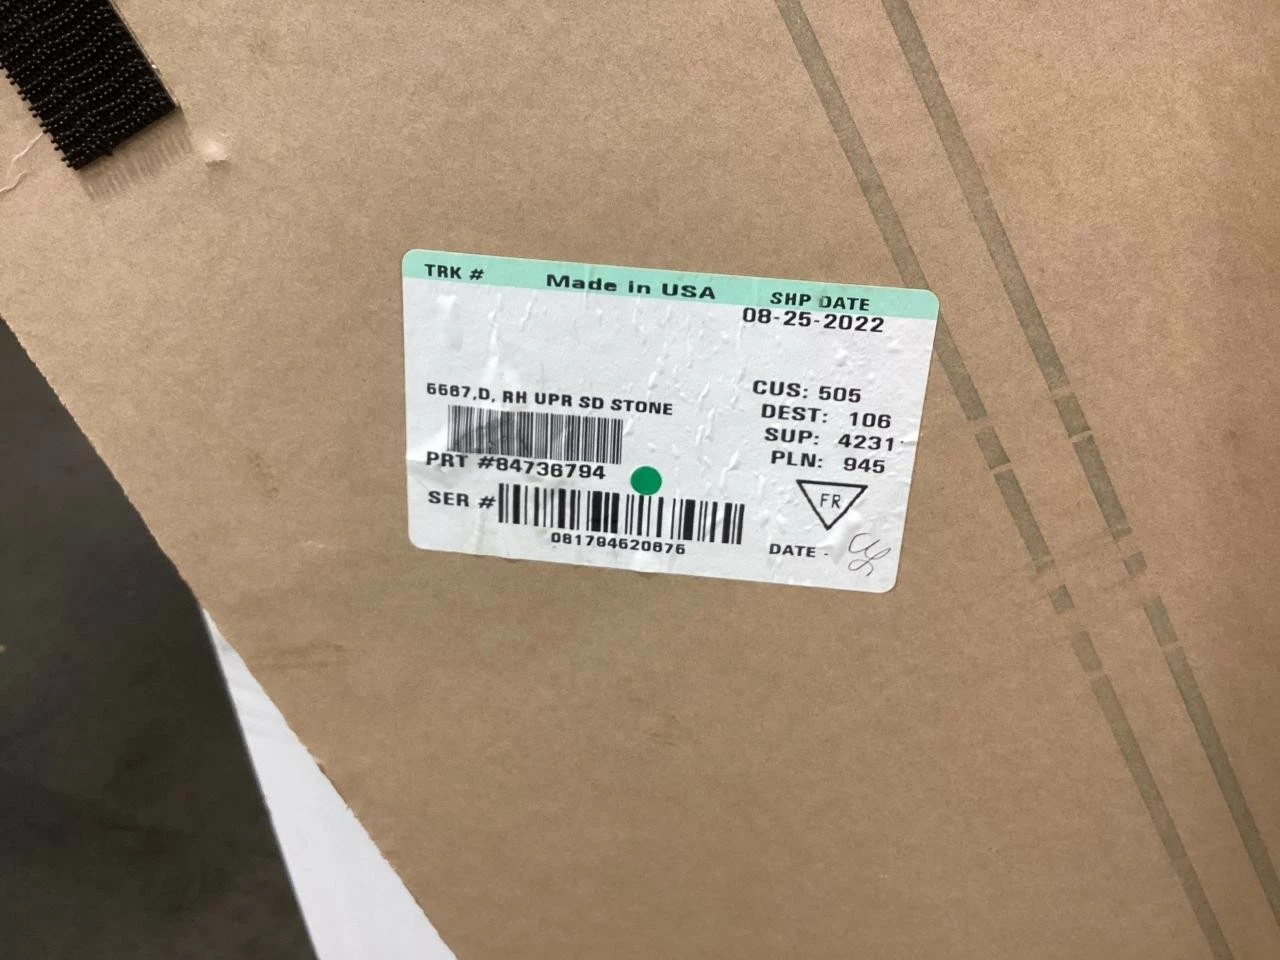 TRK # Made in USA SHP DATE
08-25-2022
6687,D, RH UPR SD STONE
CUS: 505
DEST: 106
SUP: 4231
PLN: 945
PRT #84736794
FR
SER #
081794620876
DATE -